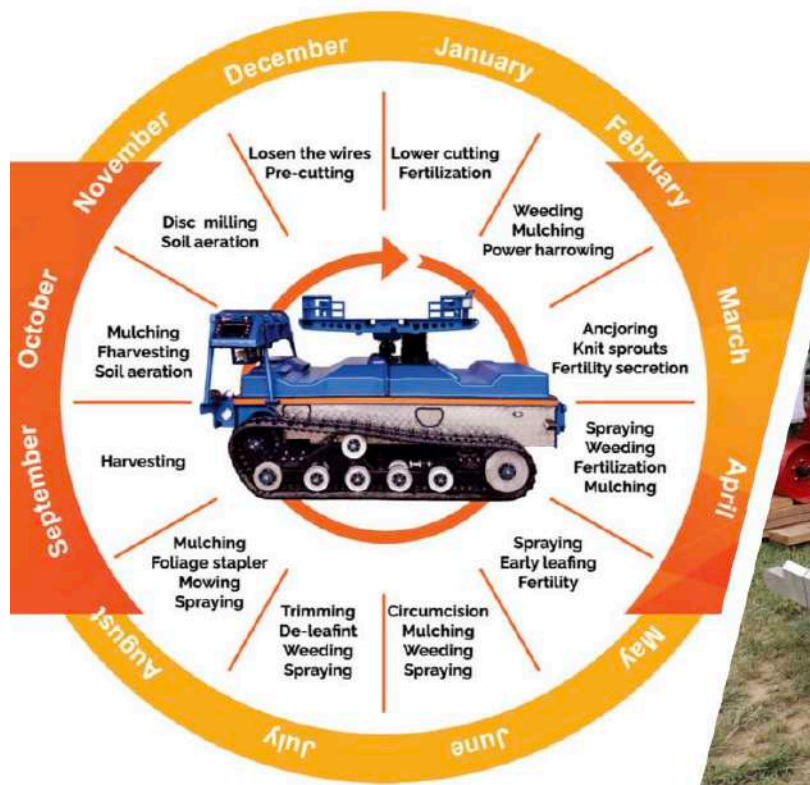 December
January
November
February
October
March
September
April
August
May
July
June
Losen the wires
Pre-cutting
Lower cutting
Fertilization
Disc milling
Soil aeration
Weeding
Mulching
Power harrowing
Mulching
Fharvesting
Soil aeration
Ancjoring
Knit sprouts
Fertility secretion
Harvesting
Spraying
Weeding
Fertilization
Mulching
Mulching
Foliage stapler
Mowing
Spraying
Spraying
Early leafing
Fertility
Trimming
De-leafint
Weeding
Spraying
Circumcision
Mulching
Weeding
Spraying